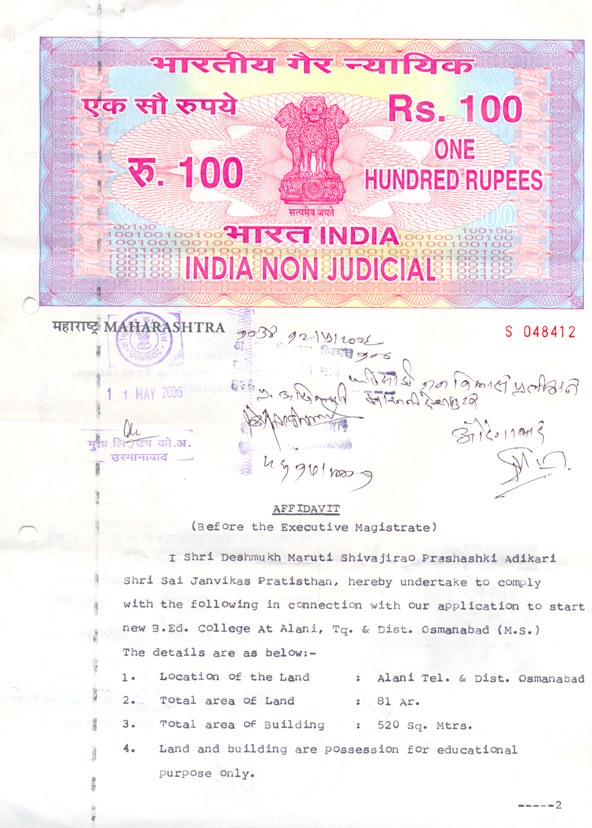 भारतीय गैर न्यायिक
एक सौ रुपये
Rs. 100
रु. 100
ONE
HUNDRED RUPEES
सत्यमेव जयते
भारत INDIA
INDIA NON JUDICIAL
महाराष्ट्र MAHARASHTRA
S 048412
11 MAY 2006
मु.प्र.लि./उप को.अ.
उस्मानाबाद
AFFIDAVIT
(Before the Executive Magistrate)
I Shri Deshmukh Maruti Shivajirao Prashashki Adikari
Shri Sai Janvikas Pratisthan, hereby undertake to comply
with the following in connection with our application to start
new B.Ed. College At Alani, Tq. & Dist. Osmanabad (M.S.)
The details are as below:-
1. Location of the Land : Alani Tel. & Dist. Osmanabad
2. Total area of Land : 81 Ar.
3. Total area of Building : 520 Sq. Mtrs.
4. Land and building are possession for educational
purpose only.
-----2